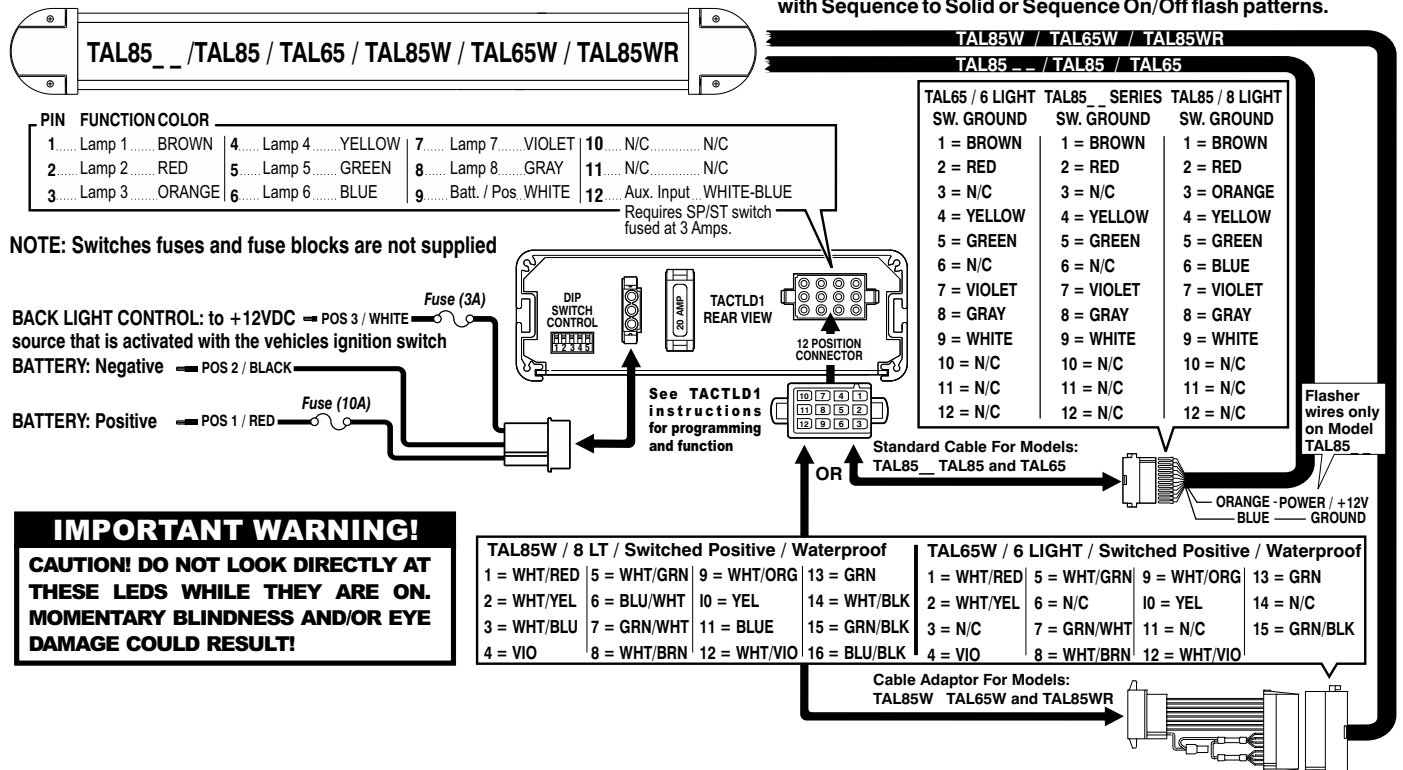 with Sequence to Solid or Sequence On/Off flash patterns.
TAL85_ _ /TAL85 / TAL65 / TAL85W / TAL65W / TAL85WR
TAL85W / TAL65W / TAL85WR
TAL85 _ _ / TAL85 / TAL65
PIN FUNCTION COLOR
1...... Lamp 1 ....... BROWN
2...... Lamp 2 ...... RED
3...... Lamp 3 ....... ORANGE
4...... Lamp 4 ....... YELLOW
5...... Lamp 5 ...... GREEN
6...... Lamp 6 ...... BLUE
7...... Lamp 7 ...... VIOLET
8...... Lamp 8 ...... GRAY
9....... Batt. / Pos .. WHITE
10 .... N/C ............. N/C
11 .... N/C ............. N/C
12 ..... Aux. Input ... WHITE-BLUE
Requires SP/ST switch
fused at 3 Amps.
TAL65 / 6 LIGHT
SW. GROUND
1 = BROWN
2 = RED
3 = N/C
4 = YELLOW
5 = GREEN
6 = N/C
7 = VIOLET
8 = GRAY
9 = WHITE
10 = N/C
11 = N/C
12 = N/C
TAL85_ _ SERIES
SW. GROUND
1 = BROWN
2 = RED
3 = N/C
4 = YELLOW
5 = GREEN
6 = N/C
7 = VIOLET
8 = GRAY
9 = WHITE
10 = N/C
11 = N/C
12 = N/C
TAL85 / 8 LIGHT
SW. GROUND
1 = BROWN
2 = RED
3 = ORANGE
4 = YELLOW
5 = GREEN
6 = BLUE
7 = VIOLET
8 = GRAY
9 = WHITE
10 = N/C
11 = N/C
12 = N/C
NOTE: Switches fuses and fuse blocks are not supplied
BACK LIGHT CONTROL: to +12VDC POS 3 / WHITE Fuse (3A)
source that is activated with the vehicles ignition switch
BATTERY: Negative POS 2 / BLACK
BATTERY: Positive POS 1 / RED Fuse (10A)
DIP
SWITCH
CONTROL
1 2 3 4 5
20 AMP
TACTLD1
REAR VIEW
12 POSITION
CONNECTOR
See TACTLD1
instructions
for programming
and function
10 7 4 1
11 8 5 2
12 9 6 3
OR
Standard Cable For Models:
TAL85__ TAL85 and TAL65
Flasher
wires only
on Model
TAL85_ _
ORANGE - POWER / +12V
BLUE GROUND
IMPORTANT WARNING!
CAUTION! DO NOT LOOK DIRECTLY AT
THESE LEDS WHILE THEY ARE ON.
MOMENTARY BLINDNESS AND/OR EYE
DAMAGE COULD RESULT!
TAL85W / 8 LT / Switched Positive / Waterproof
1 = WHT/RED 5 = WHT/GRN 9 = WHT/ORG 13 = GRN
2 = WHT/YEL 6 = BLU/WHT I0 = YEL 14 = WHT/BLK
3 = WHT/BLU 7 = GRN/WHT 11 = BLUE 15 = GRN/BLK
4 = VIO 8 = WHT/BRN 12 = WHT/VIO 16 = BLU/BLK
TAL65W / 6 LIGHT / Switched Positive / Waterproof
1 = WHT/RED 5 = WHT/GRN 9 = WHT/ORG 13 = GRN
2 = WHT/YEL 6 = N/C I0 = YEL 14 = N/C
3 = N/C 7 = GRN/WHT 11 = N/C 15 = GRN/BLK
4 = VIO 8 = WHT/BRN 12 = WHT/VIO
Cable Adaptor For Models:
TAL85W TAL65W and TAL85WR